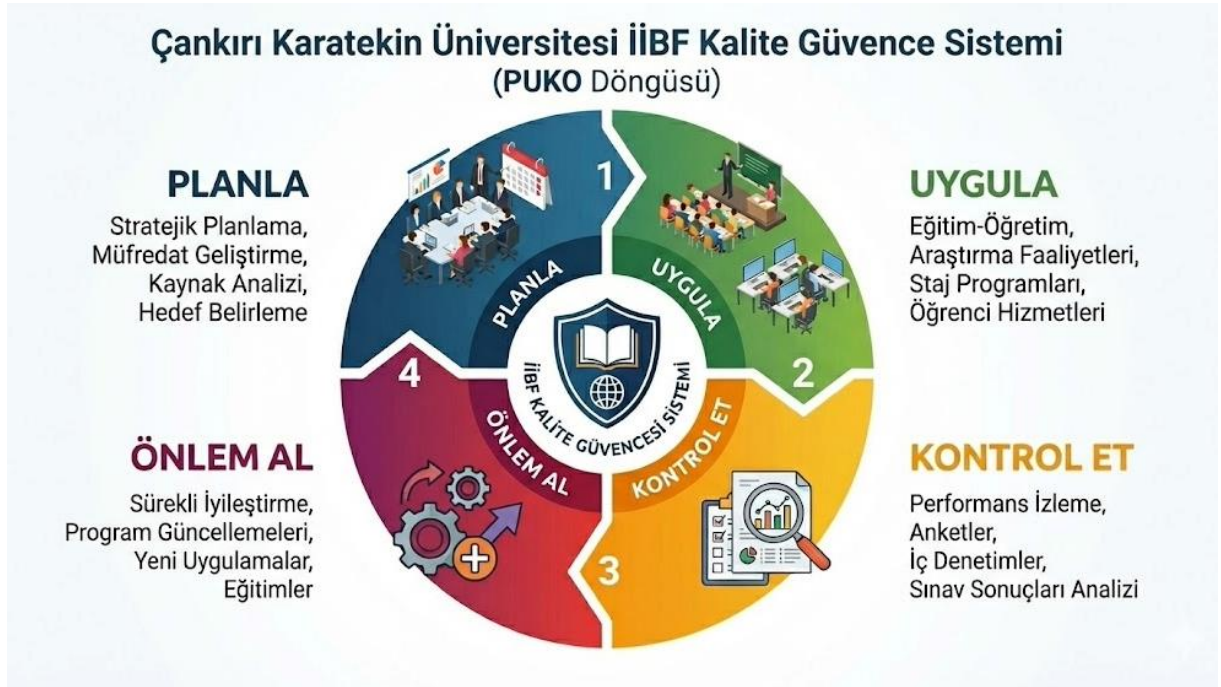 Çankırı Karatekin Üniversitesi İİBF Kalite Güvence Sistemi
(PUKO Döngüsü)
PLANLA
Stratejik Planlama,
Müfredat Geliştirme,
Kaynak Analizi,
Hedef Belirleme
UYGULA
Eğitim-Öğretim,
Araştırma Faaliyetleri,
Staj Programları,
Öğrenci Hizmetleri
1
PLANLA
UYGULA
4
2
İİBF KALİTE GÜVENCESİ SİSTEMİ
ÖNLEM AL
KONTROL ET
3
ÖNLEM AL
Sürekli İyileştirme,
Program Güncellemeleri,
Yeni Uygulamalar,
Eğitimler
KONTROL ET
Performans İzleme,
Anketler,
İç Denetimler,
Sınav Sonuçları Analizi